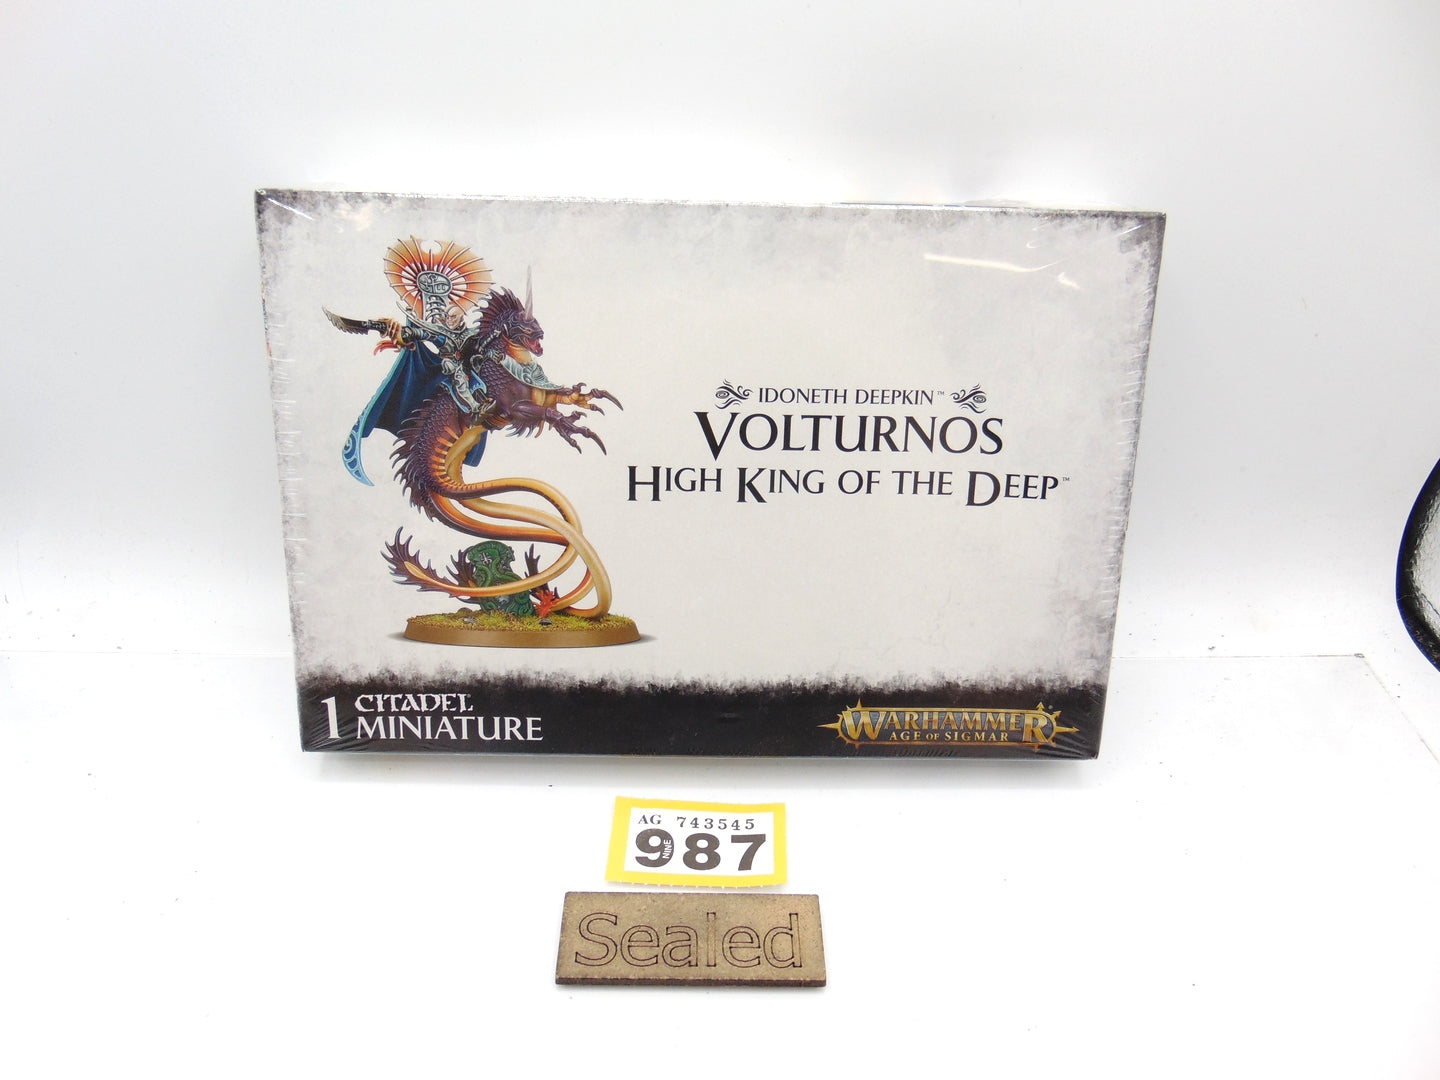 IDONETH DEEPKIN™
VOLTURNOS
HIGH KING OF THE DEEP™
1 CITADEL
MINIATURE
WARHAMMER
AGE OF SIGMAR
AG 743545
987
NINE
Sealed